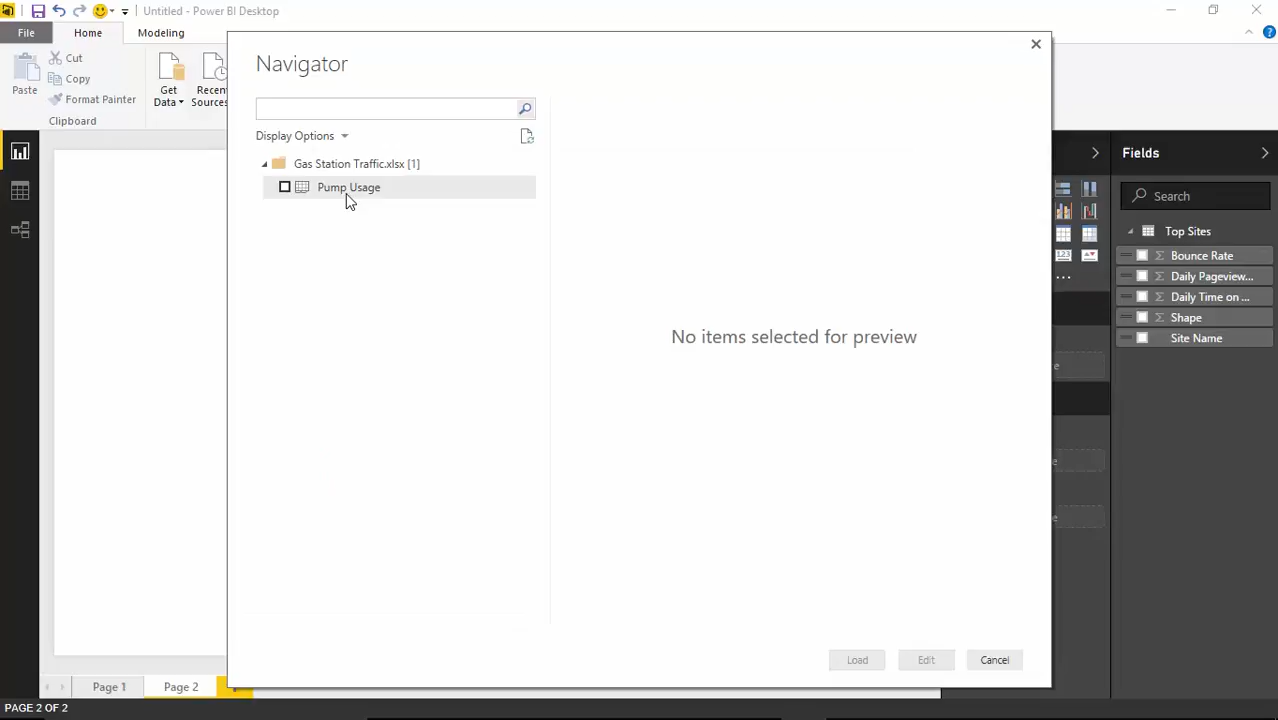 Untitled - Power BI Desktop
File
Home
Modeling
Paste
Cut
Copy
Format Painter
Clipboard
Get
Data
Recent
Sources
Navigator
Display Options
Gas Station Traffic.xlsx [1]
Pump Usage
No items selected for preview
Load
Edit
Cancel
Fields
Search
Top Sites
Bounce Rate
Daily Pageview...
Daily Time on ...
Shape
Site Name
123
Page 1
Page 2
PAGE 2 OF 2